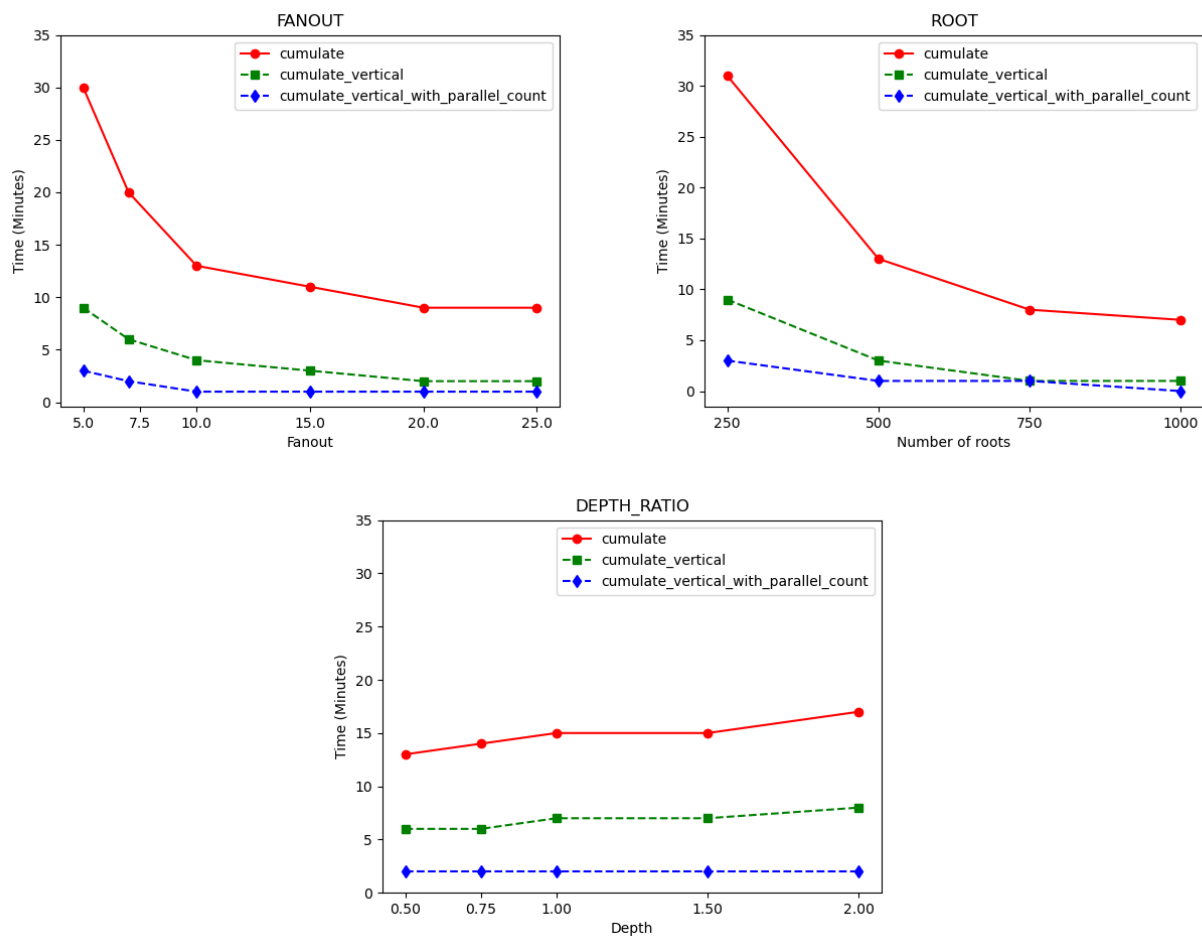 FANOUT
cumulate
cumulate_vertical
cumulate_vertical_with_parallel_count
35
30
25
20
15
10
5
0
Time (Minutes)
5.0 7.5 10.0 15.0 20.0 25.0
Fanout
ROOT
cumulate
cumulate_vertical
cumulate_vertical_with_parallel_count
35
30
25
20
15
10
5
0
Time (Minutes)
250 500 750 1000
Number of roots
DEPTH_RATIO
cumulate
cumulate_vertical
cumulate_vertical_with_parallel_count
35
30
25
20
15
10
5
0
Time (Minutes)
0.50 0.75 1.00 1.50 2.00
Depth